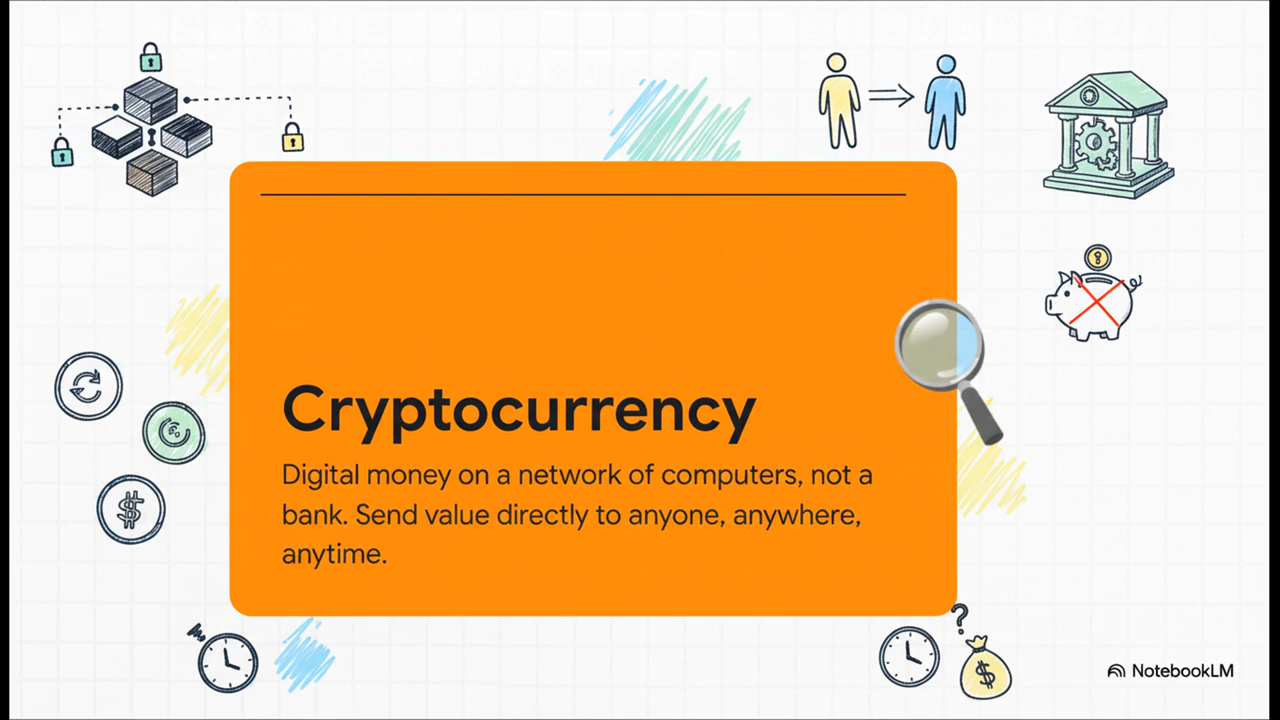 Cryptocurrency
Digital money on a network of computers, not a
bank. Send value directly to anyone, anywhere,
anytime.
?
$
$
NotebookLM